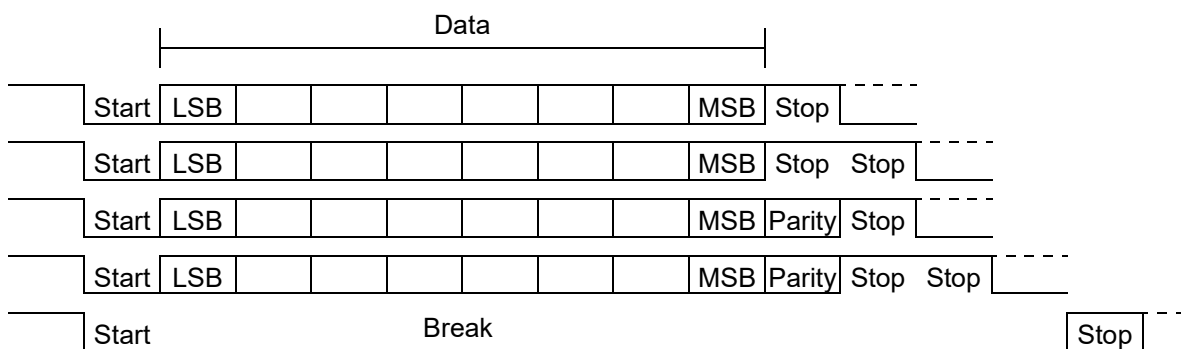 Data
Start LSB MSB Stop
Start LSB MSB Stop Stop
Start LSB MSB Parity Stop
Start LSB MSB Parity Stop Stop
Start Break Stop